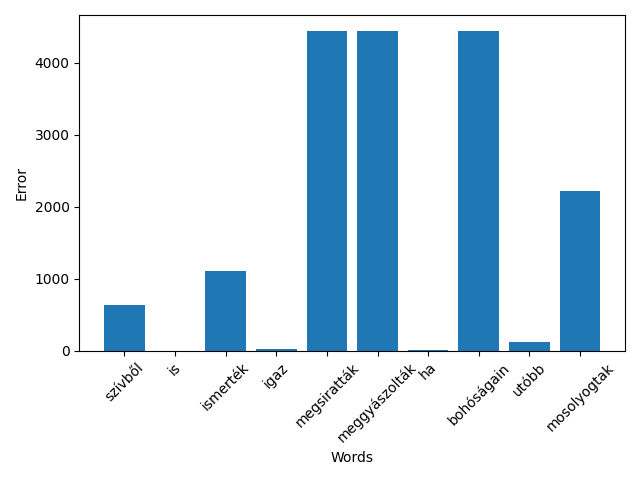 4000
3000
2000
1000
0
Error
szívből
is
ismerték
igaz
megsiratták
meggyászolták
ha
bohóságain
utóbb
mosolyogtak
Words